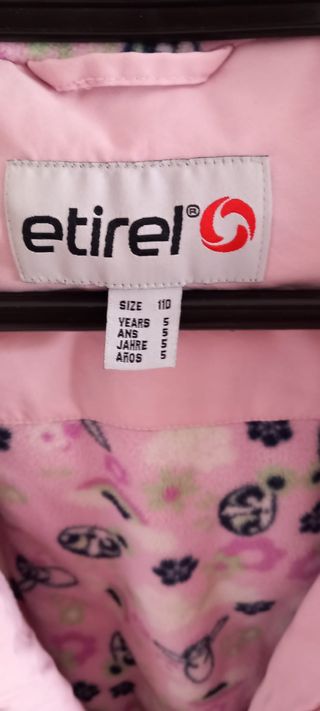 etirel®
SIZE 110
YEARS 5
ANS 5
JAHRE 5
AÑOS 5